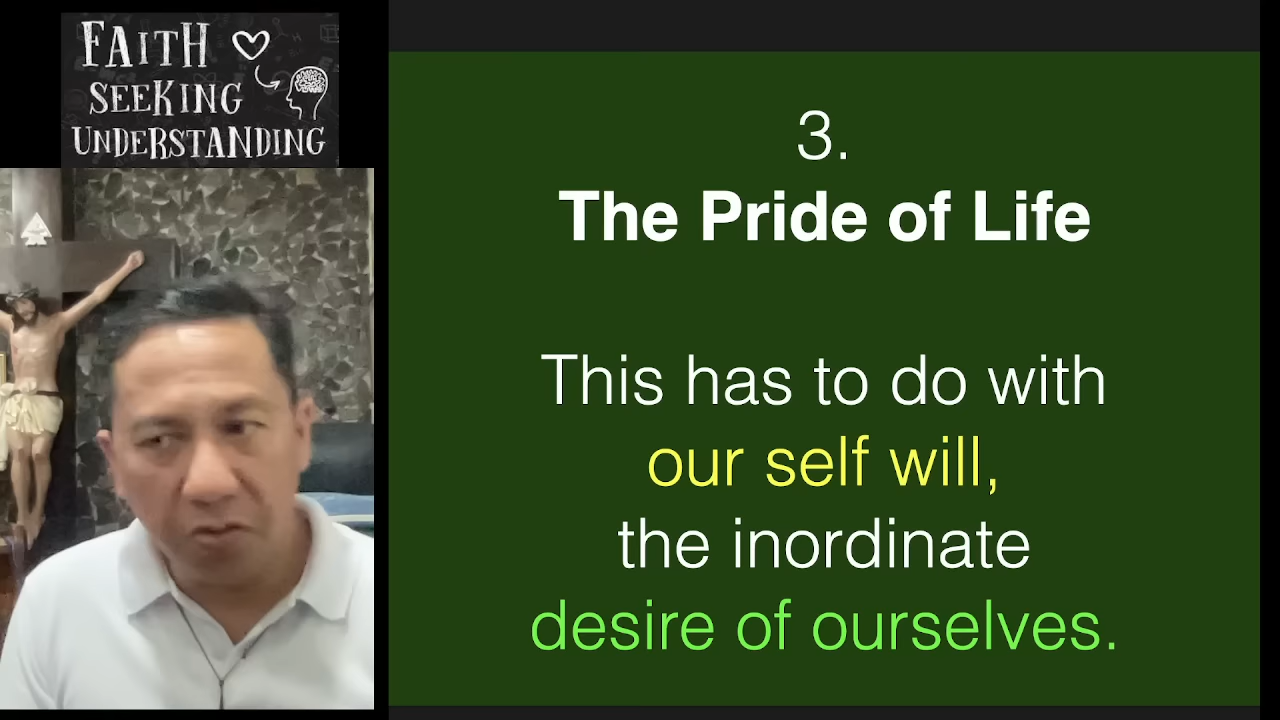 FAITH
SEEKING
UNDERSTANDING
3.
The Pride of Life
This has to do with
our self will,
the inordinate
desire of ourselves.